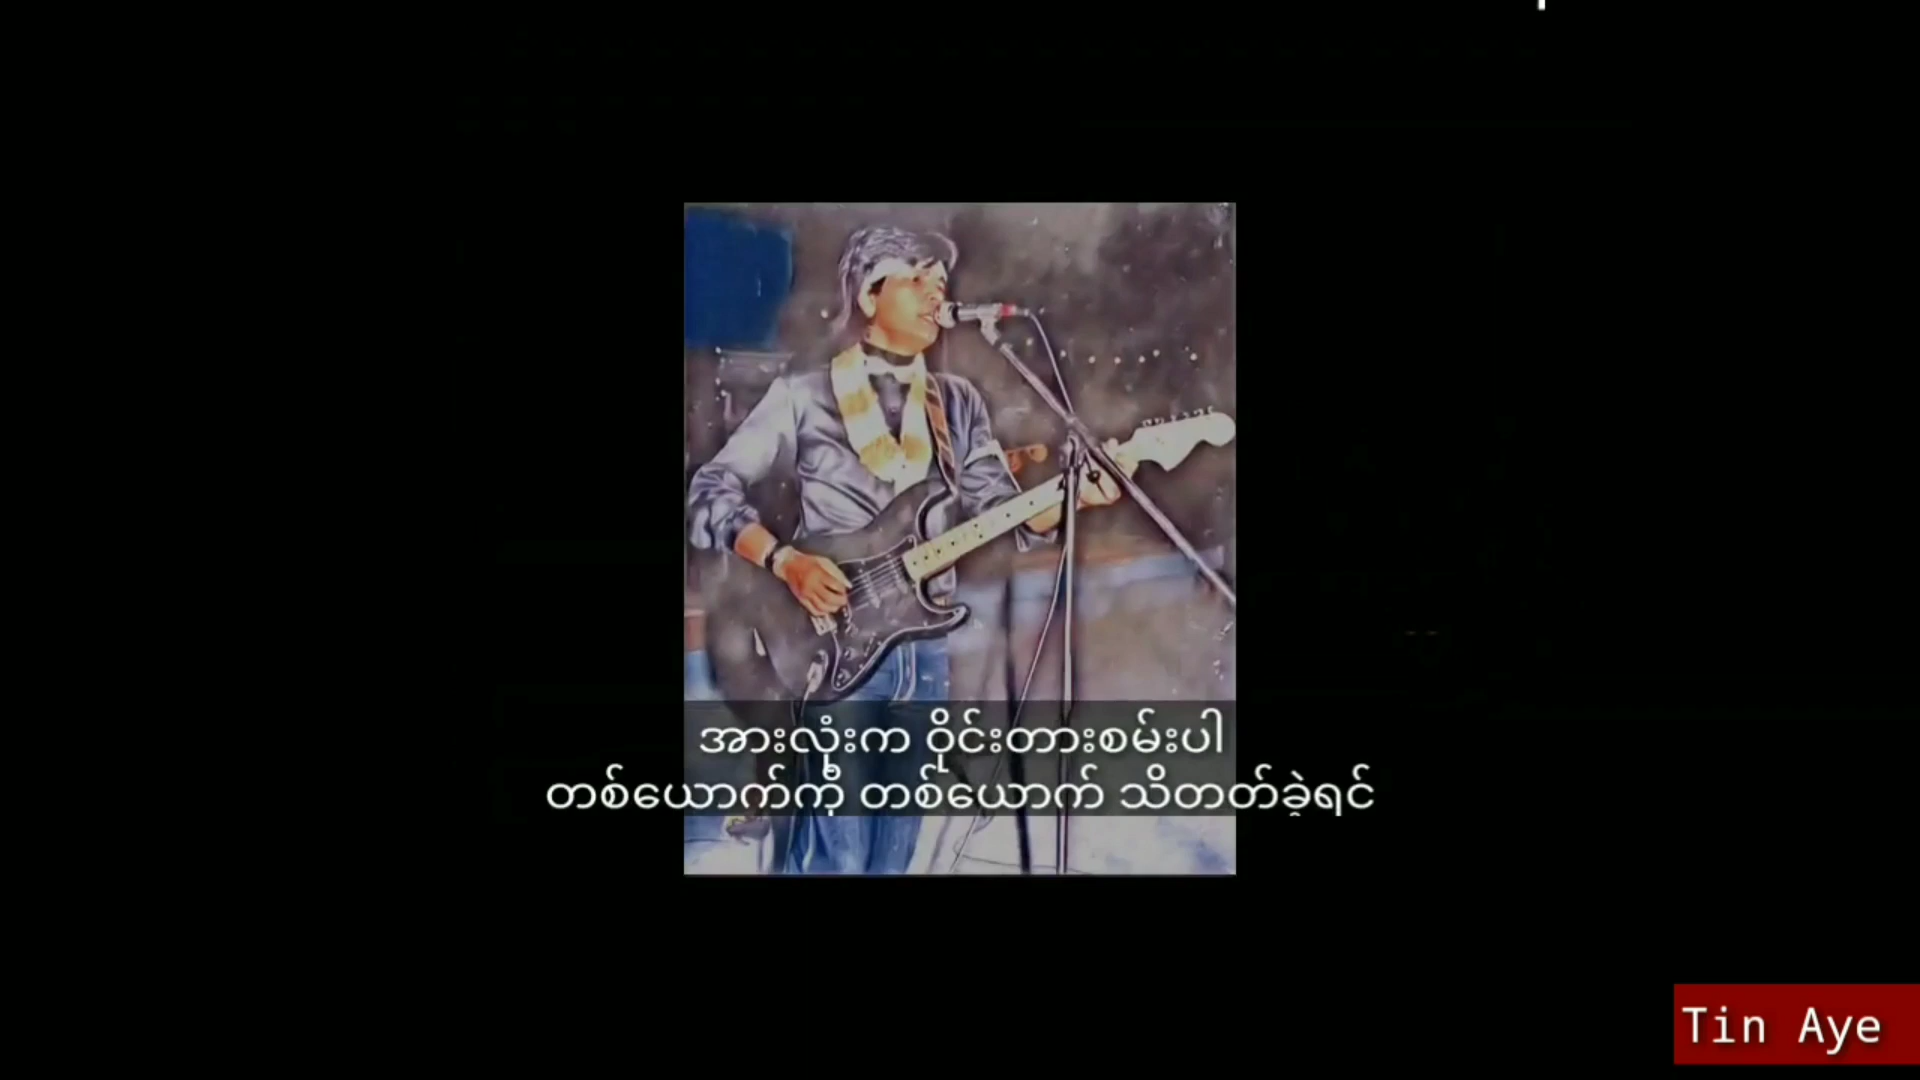 အားလုံးက ဝိုင်းတားစမ်းပါ
တစ်ယောက်ကို တစ်ယောက် သိတတ်ခဲ့ရင်
Tin Aye